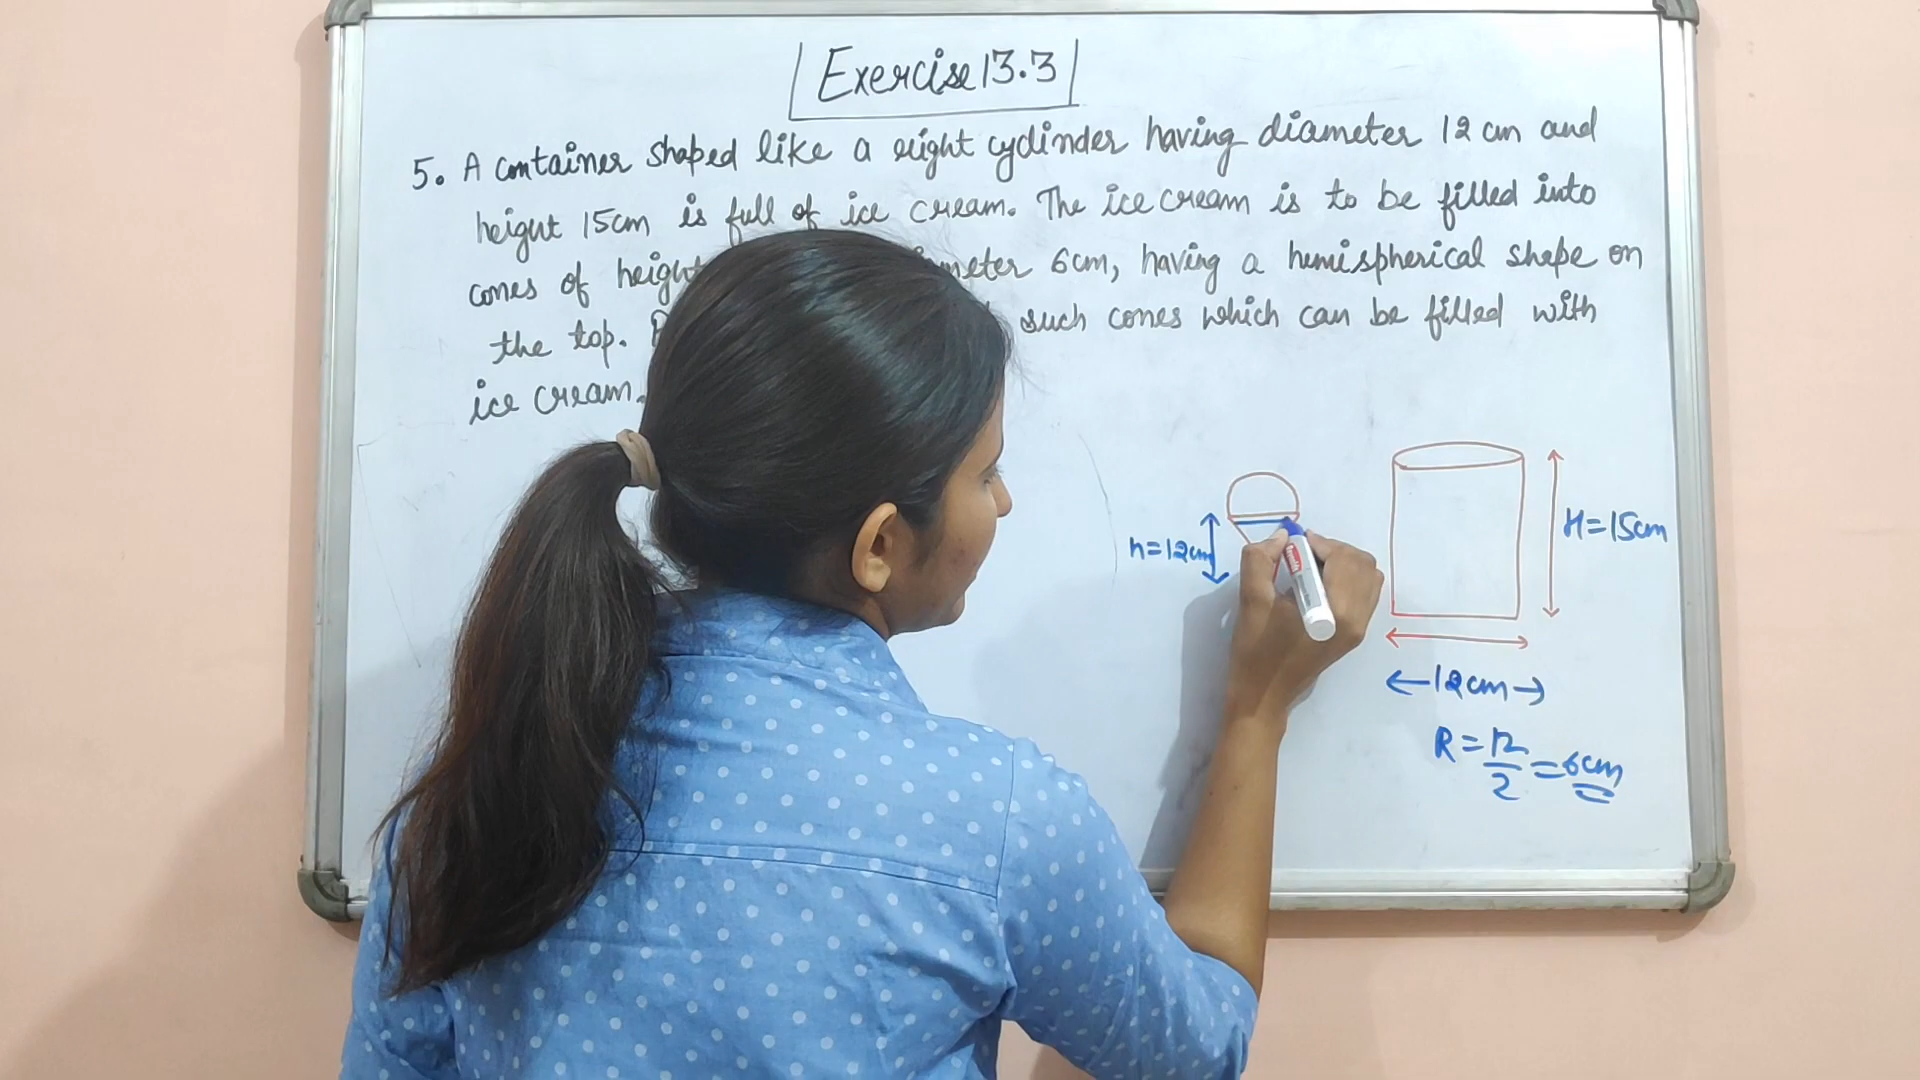 Exercise 13.3
5. A container shaped like a right cylinder having diameter 12 cm and
height 15cm is full of ice cream. The ice cream is to be filled into
cones of height meter 6cm, having a hemispherical shape on
the top. such cones which can be filled with
ice cream.
h=12cm
H=15cm
12cm
R=12/2=6cm